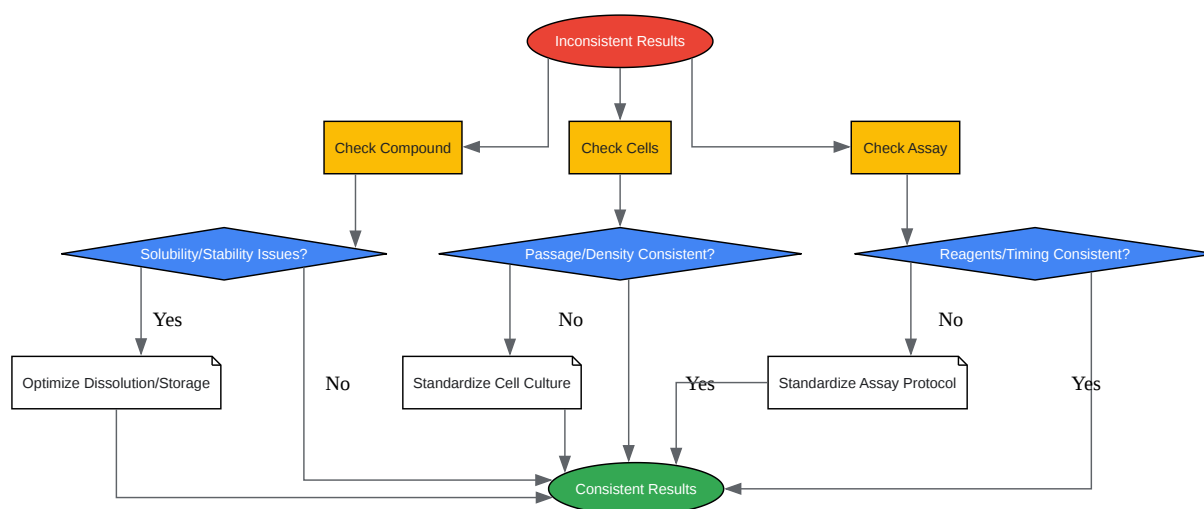 Inconsistent Results
Check Compound
Check Cells
Check Assay
Solubility/Stability Issues?
Passage/Density Consistent?
Reagents/Timing Consistent?
Yes
No
No
Optimize Dissolution/Storage
No
Standardize Cell Culture
Yes
Standardize Assay Protocol
Yes
Consistent Results